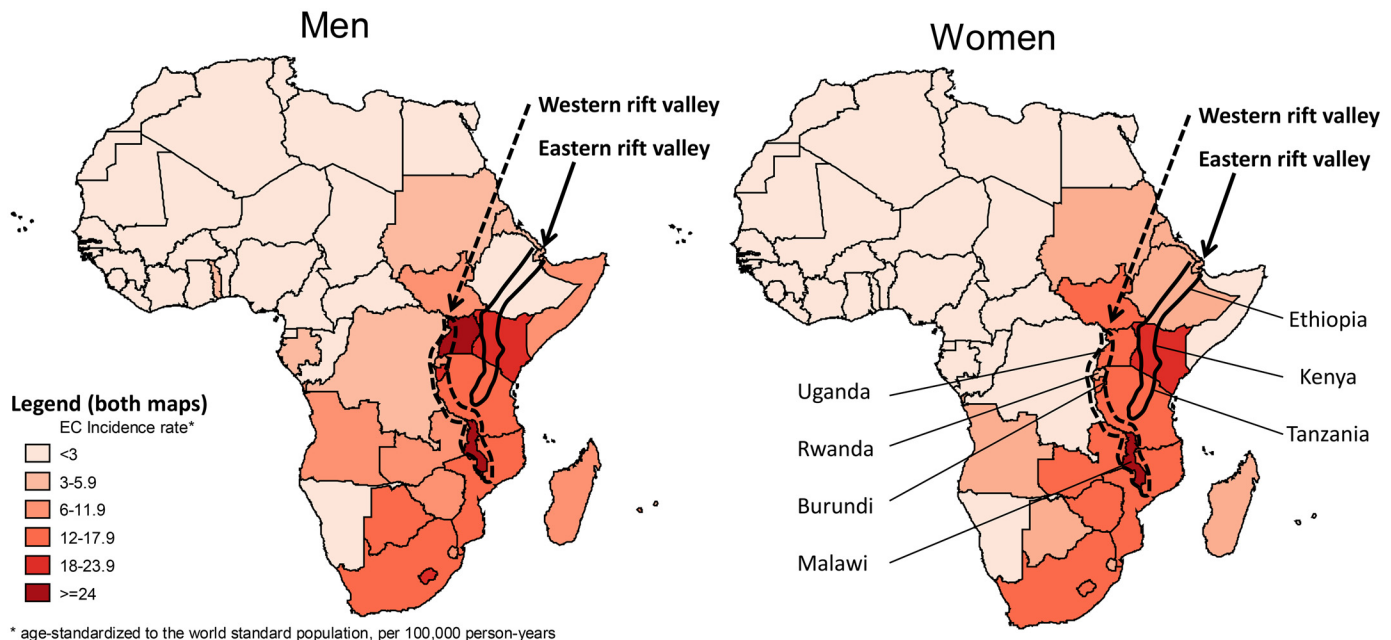 Men
Women
Western rift valley
Eastern rift valley
Western rift valley
Eastern rift valley
Ethiopia
Kenya
Tanzania
Uganda
Rwanda
Burundi
Malawi
Legend (both maps)
EC Incidence rate*
<3
3-5.9
6-11.9
12-17.9
18-23.9
>=24
* age-standardized to the world standard population, per 100,000 person-years